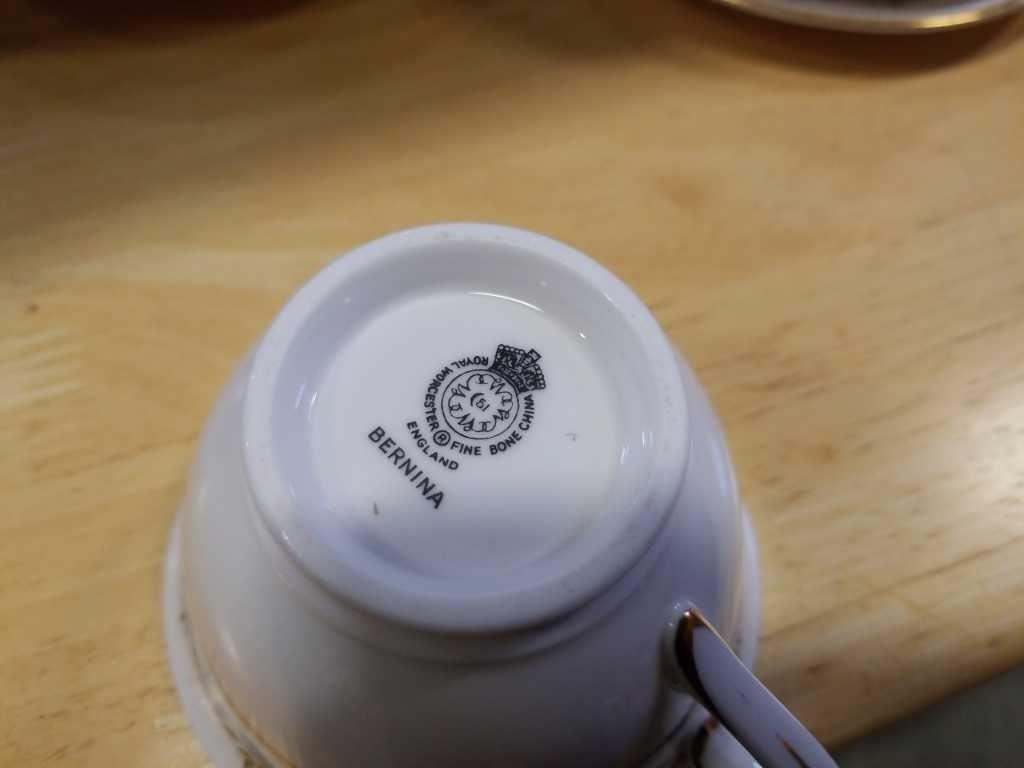 ROYAL WORCESTER ® FINE BONE CHINA
51
ENGLAND
BERNINA